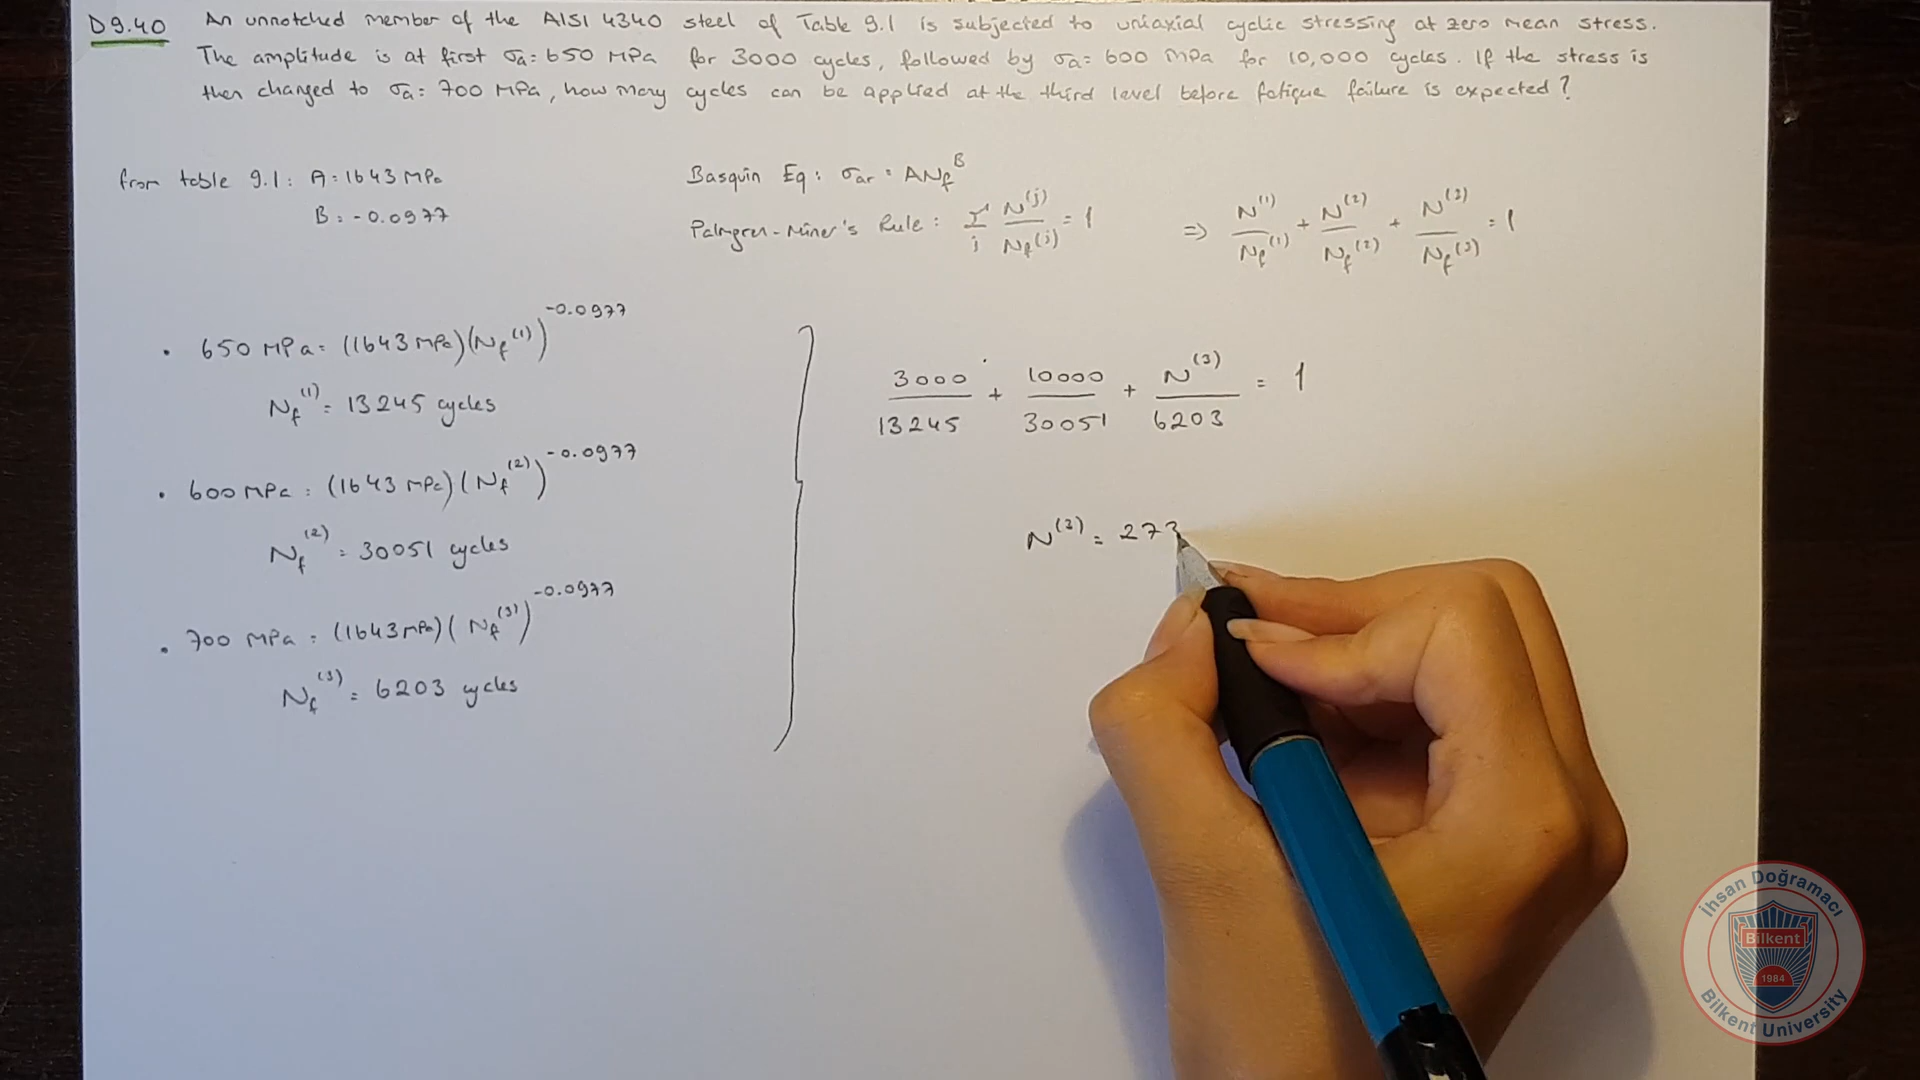 D9.40 An unnotched member of the AISI 4340 steel of Table 9.1 is subjected to uniaxial cyclic stressing at zero mean stress.
The amplitude is at first σa = 650 MPa for 3000 cycles, followed by σa = 600 MPa for 10,000 cycles. If the stress is
then changed to σa = 700 MPa, how many cycles can be applied at the third level before fatigue failure is expected?
from table 9.1: A = 1643 MPa
B = -0.0977
Basquin Eq: σar = A Nf^B
Palmgren-Miner's Rule: Σj N^(j)/Nf^(j) = 1 ⇒ N^(1)/Nf^(1) + N^(2)/Nf^(2) + N^(3)/Nf^(3) = 1
• 650 MPa = (1643 MPa)(Nf^(1))^-0.0977
Nf^(1) = 13245 cycles
• 600 MPa = (1643 MPa)(Nf^(2))^-0.0977
Nf^(2) = 30051 cycles
• 700 MPa = (1643 MPa)(Nf^(3))^-0.0977
Nf^(3) = 6203 cycles
3000/13245 + 10000/30051 + N^(3)/6203 = 1
N^(3) = 273
İhsan Doğramacı
Bilkent
1984
Bilkent University